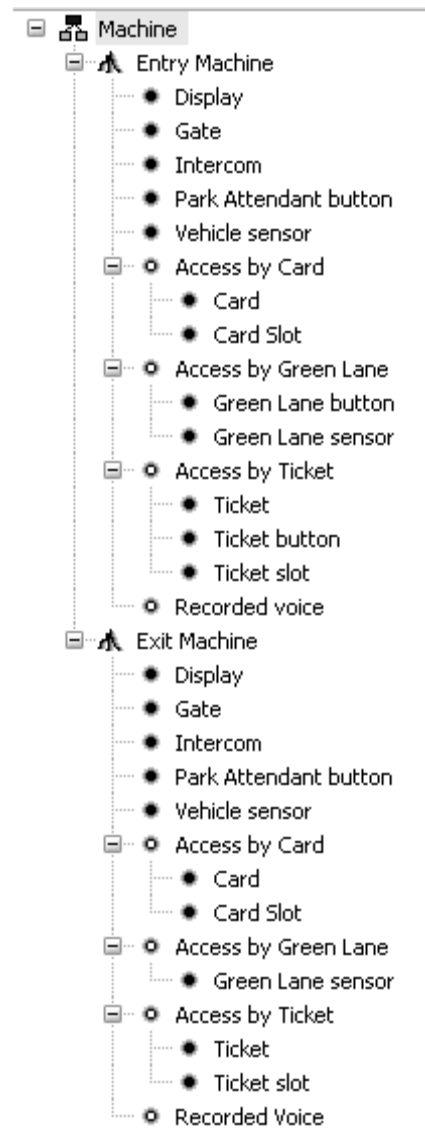 Machine
Entry Machine
Display
Gate
Intercom
Park Attendant button
Vehicle sensor
Access by Card
Card
Card Slot
Access by Green Lane
Green Lane button
Green Lane sensor
Access by Ticket
Ticket
Ticket button
Ticket slot
Recorded voice
Exit Machine
Display
Gate
Intercom
Park Attendant button
Vehicle sensor
Access by Card
Card
Card Slot
Access by Green Lane
Green Lane sensor
Access by Ticket
Ticket
Ticket slot
Recorded Voice